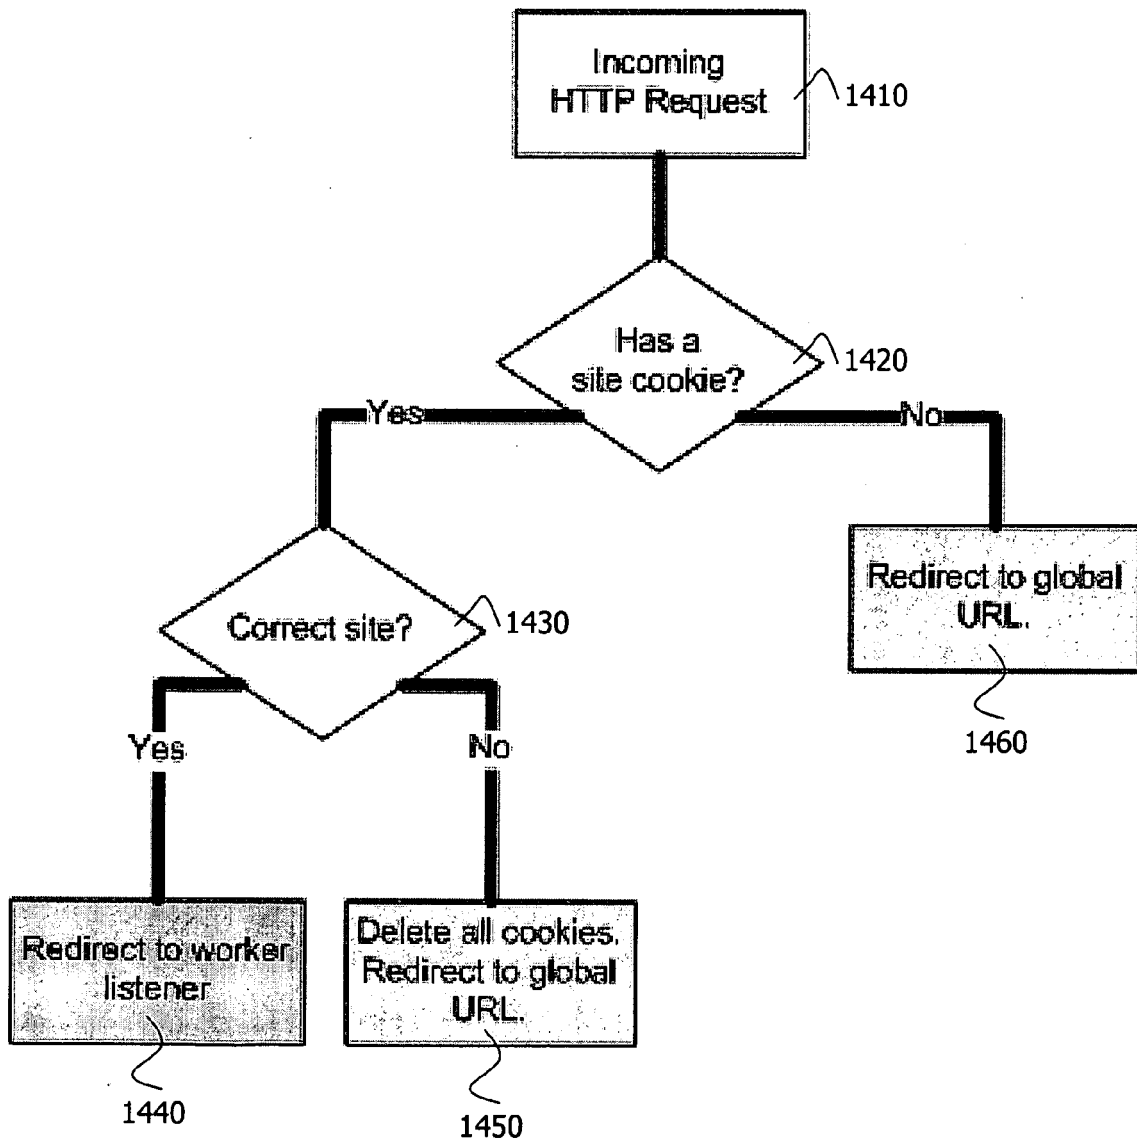 Incoming
HTTP Request
1410
Has a
site cookie?
1420
Yes
No
Correct site?
1430
Redirect to global
URL.
1460
Yes
No
Redirect to worker
listener
1440
Delete all cookies.
Redirect to global
URL.
1450